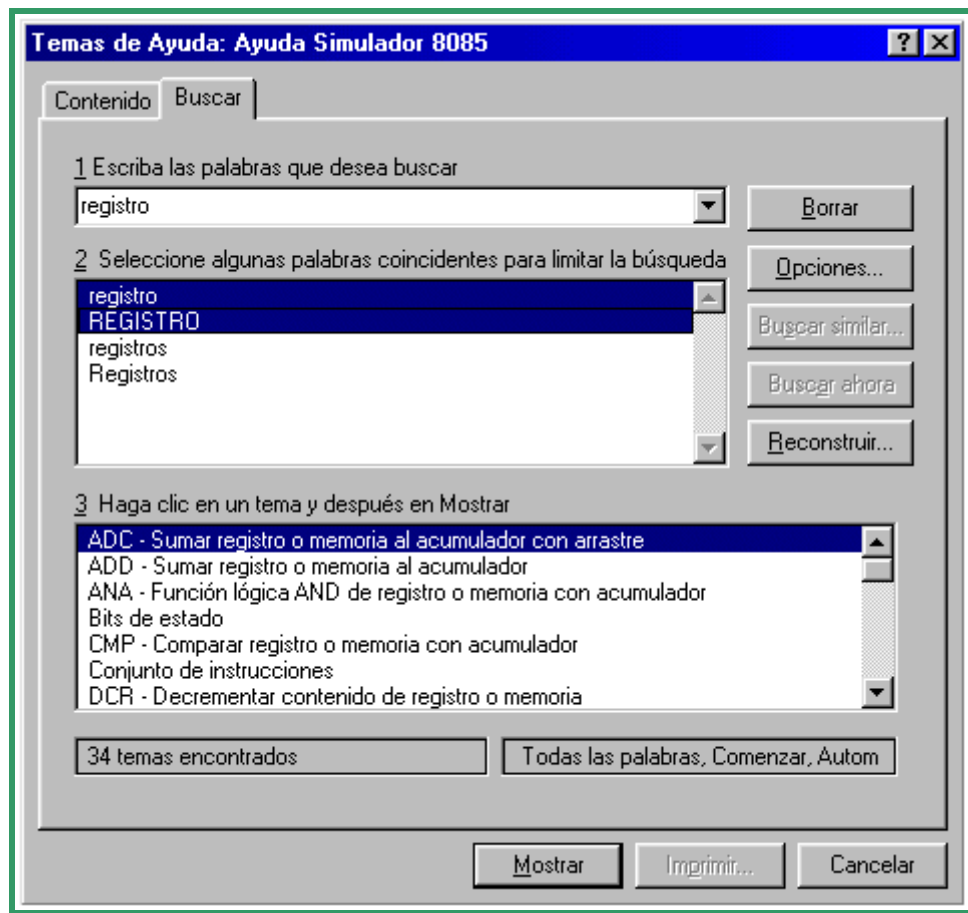 Temas de Ayuda: Ayuda Simulador 8085
Contenido Buscar
1 Escriba las palabras que desea buscar
registro
Borrar
2 Seleccione algunas palabras coincidentes para limitar la búsqueda
Opciones...
registro
REGISTRO
registros
Registros
Buscar similar...
Buscar ahora
Reconstruir...
3 Haga clic en un tema y después en Mostrar
ADC - Sumar registro o memoria al acumulador con arrastre
ADD - Sumar registro o memoria al acumulador
ANA - Función lógica AND de registro o memoria con acumulador
Bits de estado
CMP - Comparar registro o memoria con acumulador
Conjunto de instrucciones
DCR - Decrementar contenido de registro o memoria
34 temas encontrados
Todas las palabras, Comenzar, Autom
Mostrar Imprimir... Cancelar